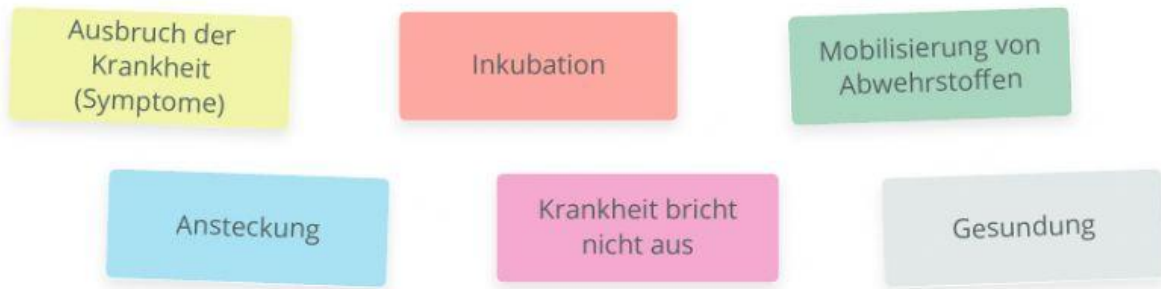 Ausbruch der
Krankheit
(Symptome)
Inkubation
Mobilisierung von
Abwehrstoffen
Ansteckung
Krankheit bricht
nicht aus
Gesundung